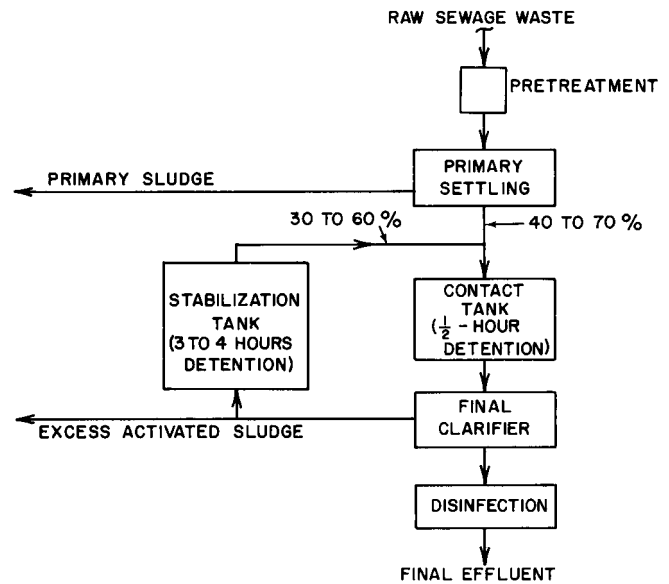 RAW SEWAGE WASTE
PRETREATMENT
PRIMARY
SETTLING
PRIMARY SLUDGE
30 TO 60 %
40 TO 70 %
STABILIZATION
TANK
(3 TO 4 HOURS
DETENTION)
CONTACT
TANK
(½ - HOUR
DETENTION)
FINAL
CLARIFIER
EXCESS ACTIVATED SLUDGE
DISINFECTION
FINAL EFFLUENT